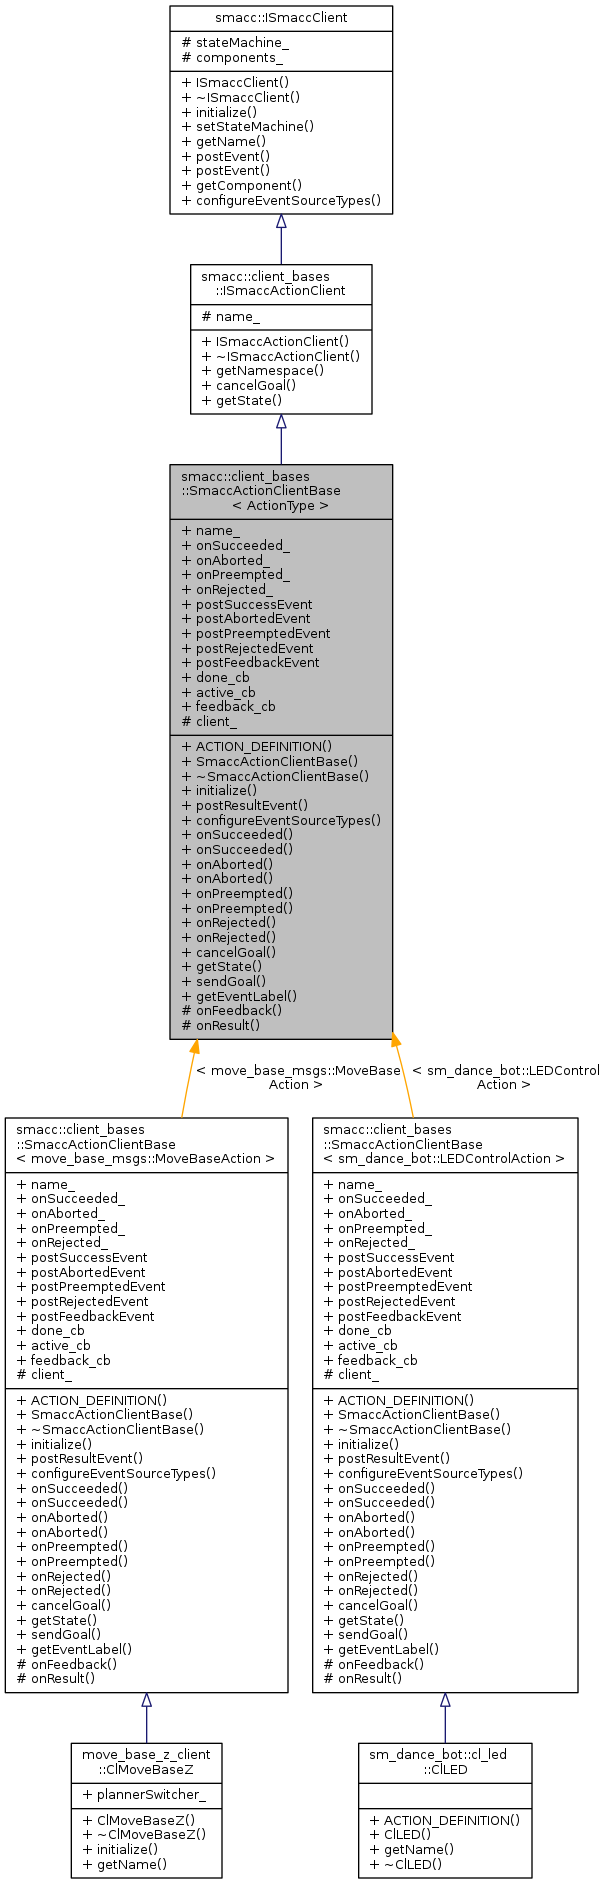 smacc::ISmaccClient
# stateMachine_
# components_
+ ISmaccClient()
+ ~ISmaccClient()
+ initialize()
+ setStateMachine()
+ getName()
+ postEvent()
+ postEvent()
+ getComponent()
+ configureEventSourceTypes()
smacc::client_bases
::ISmaccActionClient
# name_
+ ISmaccActionClient()
+ ~ISmaccActionClient()
+ getNamespace()
+ cancelGoal()
+ getState()
smacc::client_bases
::SmaccActionClientBase
< ActionType >
+ name_
+ onSucceeded_
+ onAborted_
+ onPreempted_
+ onRejected_
+ postSuccessEvent
+ postAbortedEvent
+ postPreemptedEvent
+ postRejectedEvent
+ postFeedbackEvent
+ done_cb
+ active_cb
+ feedback_cb
# client_
+ ACTION_DEFINITION()
+ SmaccActionClientBase()
+ ~SmaccActionClientBase()
+ initialize()
+ postResultEvent()
+ configureEventSourceTypes()
+ onSucceeded()
+ onSucceeded()
+ onAborted()
+ onAborted()
+ onPreempted()
+ onPreempted()
+ onRejected()
+ onRejected()
+ cancelGoal()
+ getState()
+ sendGoal()
+ getEventLabel()
# onFeedback()
# onResult()
< move_base_msgs::MoveBase
Action >
< sm_dance_bot::LEDControl
Action >
smacc::client_bases
::SmaccActionClientBase
< move_base_msgs::MoveBaseAction >
+ name_
+ onSucceeded_
+ onAborted_
+ onPreempted_
+ onRejected_
+ postSuccessEvent
+ postAbortedEvent
+ postPreemptedEvent
+ postRejectedEvent
+ postFeedbackEvent
+ done_cb
+ active_cb
+ feedback_cb
# client_
+ ACTION_DEFINITION()
+ SmaccActionClientBase()
+ ~SmaccActionClientBase()
+ initialize()
+ postResultEvent()
+ configureEventSourceTypes()
+ onSucceeded()
+ onSucceeded()
+ onAborted()
+ onAborted()
+ onPreempted()
+ onPreempted()
+ onRejected()
+ onRejected()
+ cancelGoal()
+ getState()
+ sendGoal()
+ getEventLabel()
# onFeedback()
# onResult()
smacc::client_bases
::SmaccActionClientBase
< sm_dance_bot::LEDControlAction >
+ name_
+ onSucceeded_
+ onAborted_
+ onPreempted_
+ onRejected_
+ postSuccessEvent
+ postAbortedEvent
+ postPreemptedEvent
+ postRejectedEvent
+ postFeedbackEvent
+ done_cb
+ active_cb
+ feedback_cb
# client_
+ ACTION_DEFINITION()
+ SmaccActionClientBase()
+ ~SmaccActionClientBase()
+ initialize()
+ postResultEvent()
+ configureEventSourceTypes()
+ onSucceeded()
+ onSucceeded()
+ onAborted()
+ onAborted()
+ onPreempted()
+ onPreempted()
+ onRejected()
+ onRejected()
+ cancelGoal()
+ getState()
+ sendGoal()
+ getEventLabel()
# onFeedback()
# onResult()
move_base_z_client
::ClMoveBaseZ
+ plannerSwitcher_
+ ClMoveBaseZ()
+ ~ClMoveBaseZ()
+ initialize()
+ getName()
sm_dance_bot::cl_led
::ClLED
+ ACTION_DEFINITION()
+ ClLED()
+ getName()
+ ~ClLED()